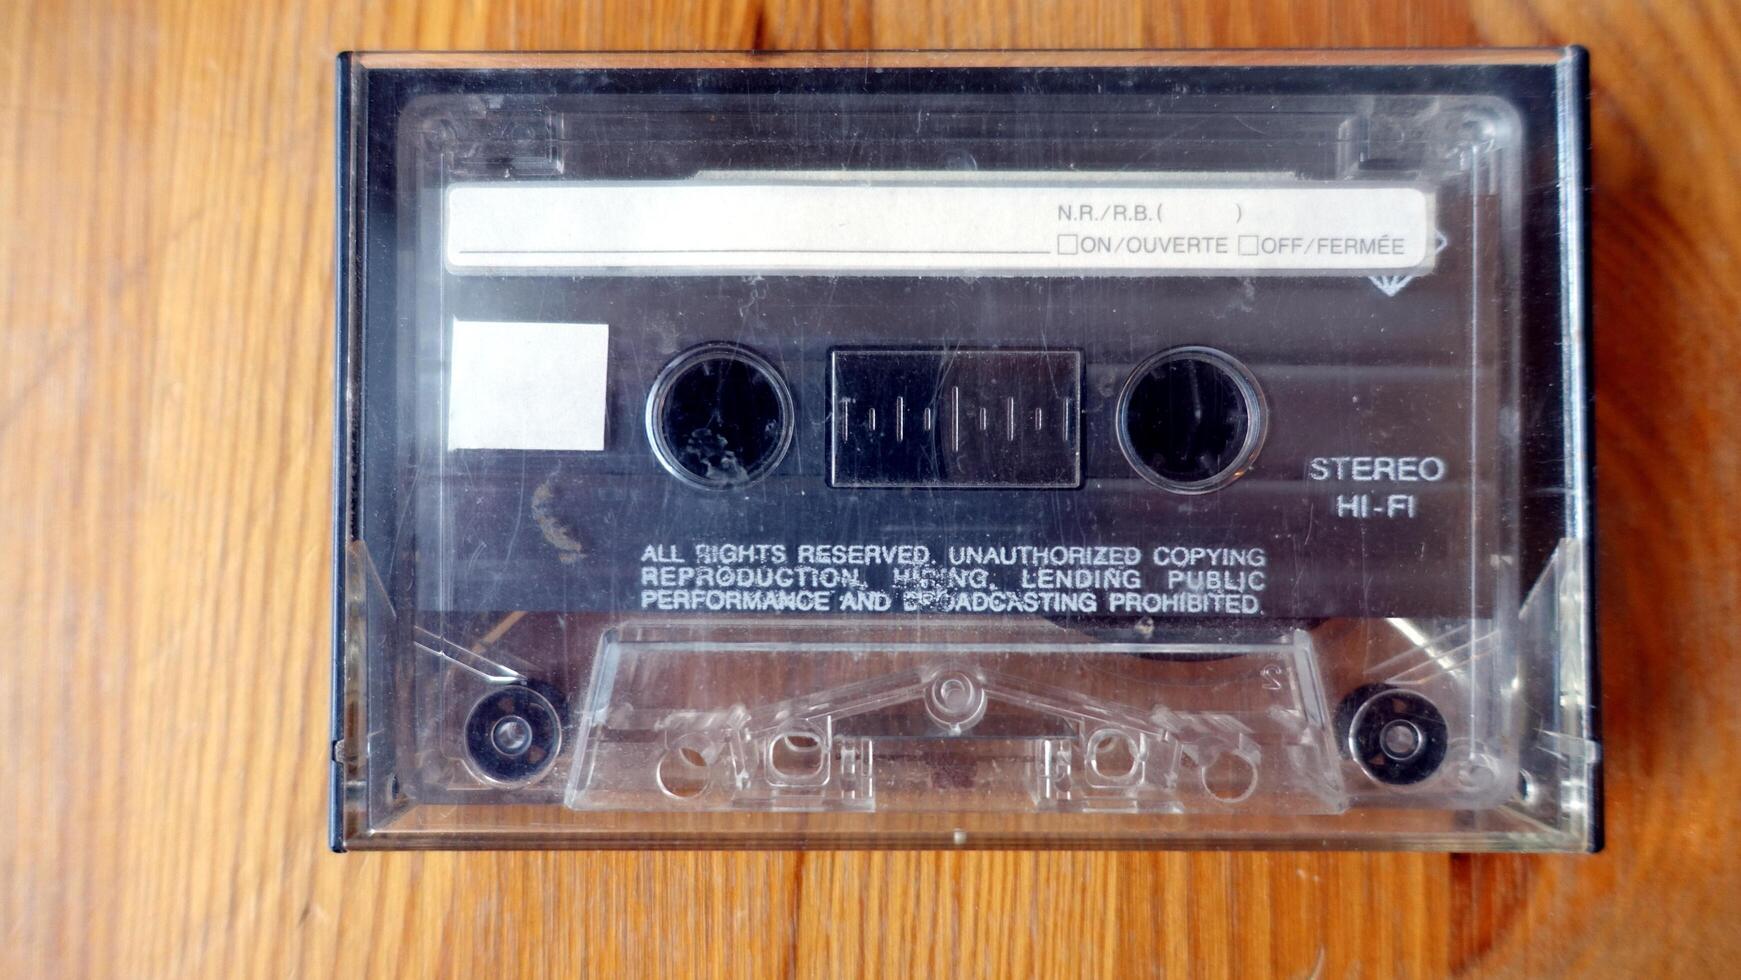 N.R./R.B.( )
☐ON/OUVERTE ☐OFF/FERMÉE
STEREO
HI-FI
ALL RIGHTS RESERVED. UNAUTHORIZED COPYING
REPRODUCTION, HIRING, LENDING PUBLIC
PERFORMANCE AND BROADCASTING PROHIBITED.
2